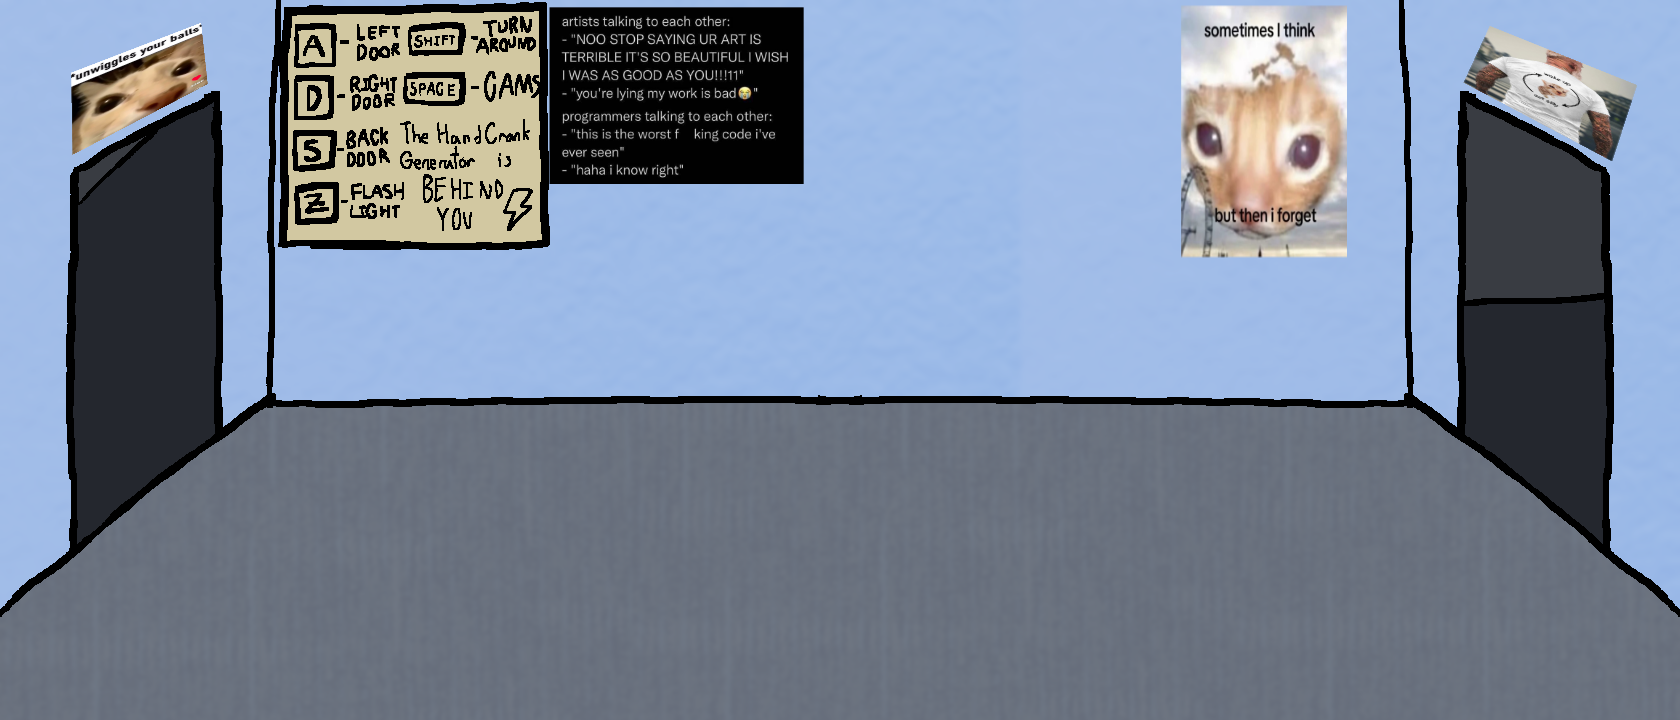 "unwiggles your balls"
A - LEFT DOOR
SHIFT - TURN AROUND
D - RIGHT DOOR
SPACE - CAMS
S - BACK DOOR
Z - FLASH LIGHT
The Hand Crank
Generator is
BEHIND
YOU
artists talking to each other:
- "NOO STOP SAYING UR ART IS
TERRIBLE IT'S SO BEAUTIFUL I WISH
I WAS AS GOOD AS YOU!!!11"
- "you're lying my work is bad😭"
programmers talking to each other:
- "this is the worst f king code i've
ever seen"
- "haha i know right"
sometimes I think
but then i forget
wake up